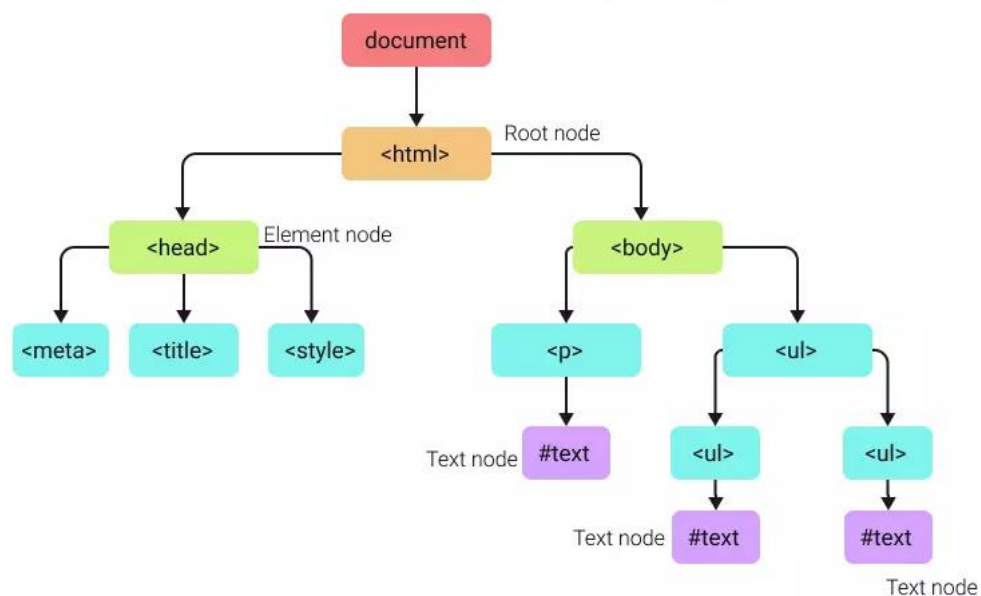 document
<html>
Root node
<head>
Element node
<body>
<meta>
<title>
<style>
<p>
<ul>
Text node
#text
<ul>
<ul>
Text node
#text
#text
Text node